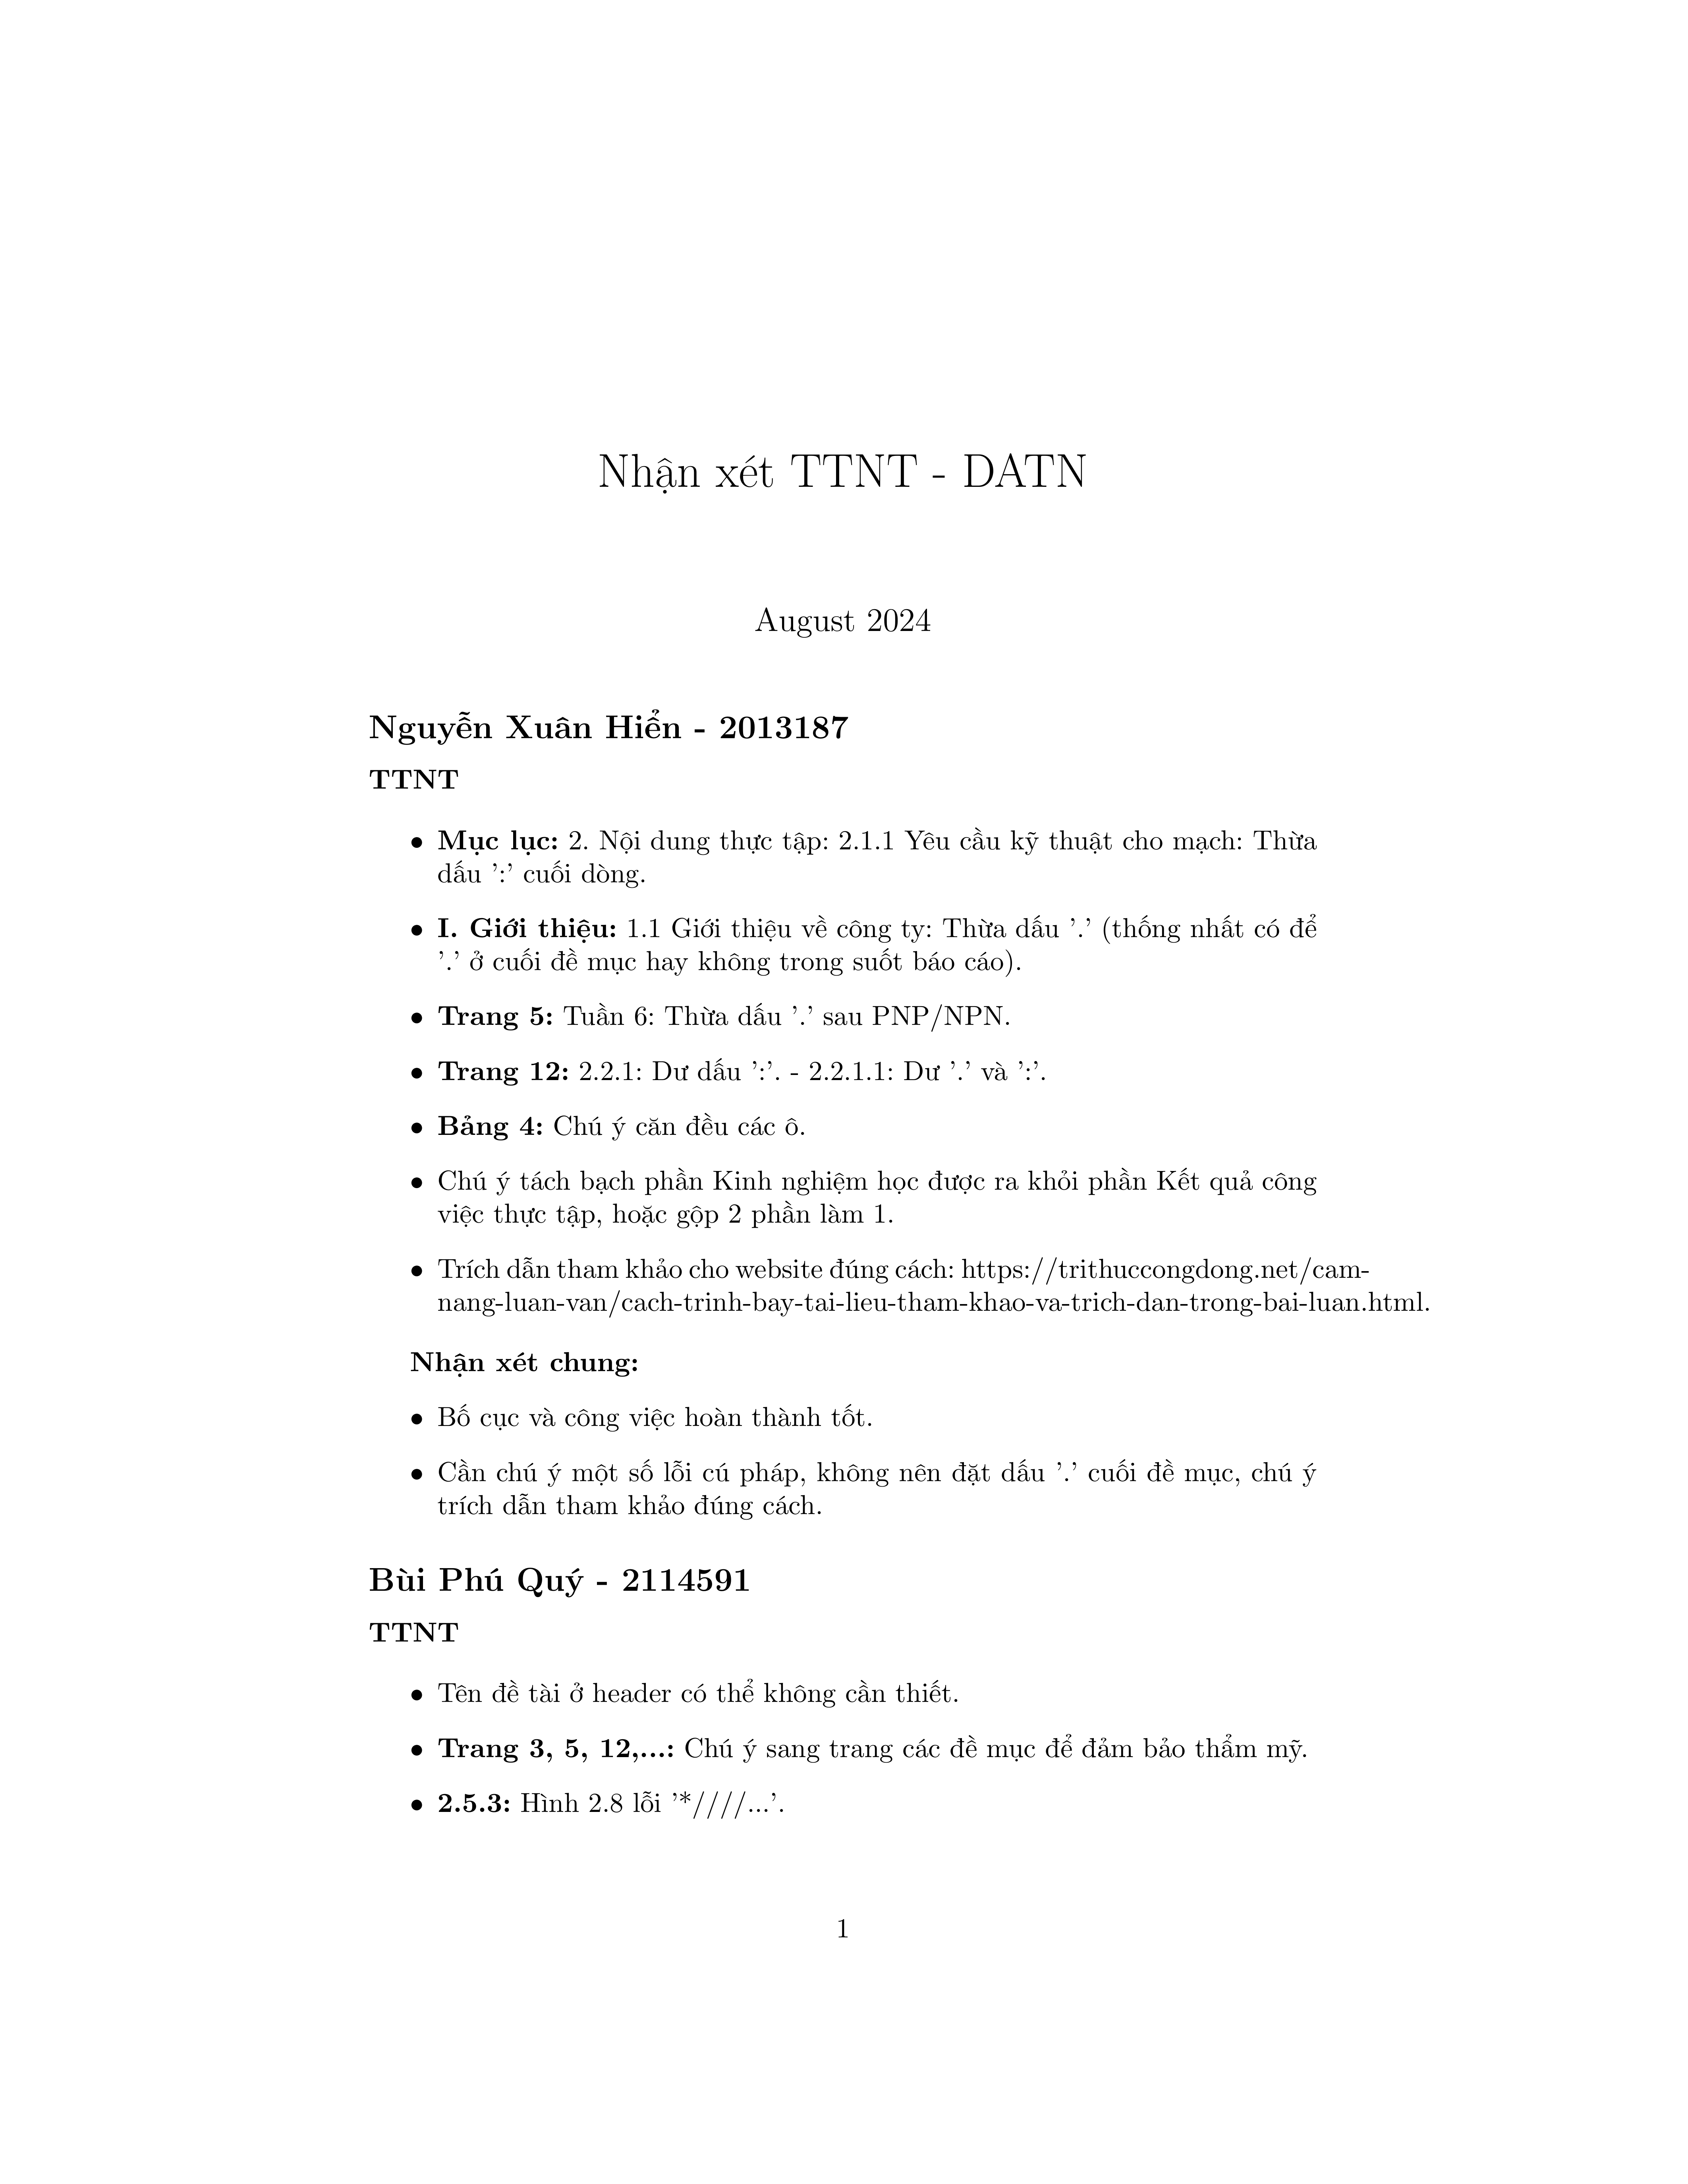 Nhận xét TTNT - DATN
August 2024
Nguyễn Xuân Hiển - 2013187
TTNT
• Mục lục: 2. Nội dung thực tập: 2.1.1 Yêu cầu kỹ thuật cho mạch: Thừa
dấu ':' cuối dòng.
• I. Giới thiệu: 1.1 Giới thiệu về công ty: Thừa dấu '.' (thống nhất có để
'.' ở cuối đề mục hay không trong suốt báo cáo).
• Trang 5: Tuần 6: Thừa dấu '.' sau PNP/NPN.
• Trang 12: 2.2.1: Dư dấu ':'. - 2.2.1.1: Dư '.' và ':'.
• Bảng 4: Chú ý căn đều các ô.
• Chú ý tách bạch phần Kinh nghiệm học được ra khỏi phần Kết quả công
việc thực tập, hoặc gộp 2 phần làm 1.
• Trích dẫn tham khảo cho website đúng cách: https://trithuccongdong.net/cam-
nang-luan-van/cach-trinh-bay-tai-lieu-tham-khao-va-trich-dan-trong-bai-luan.html.
Nhận xét chung:
• Bố cục và công việc hoàn thành tốt.
• Cần chú ý một số lỗi cú pháp, không nên đặt dấu '.' cuối đề mục, chú ý
trích dẫn tham khảo đúng cách.
Bùi Phú Quý - 2114591
TTNT
• Tên đề tài ở header có thể không cần thiết.
• Trang 3, 5, 12,...: Chú ý sang trang các đề mục để đảm bảo thẩm mỹ.
• 2.5.3: Hình 2.8 lỗi '*////...'.
1